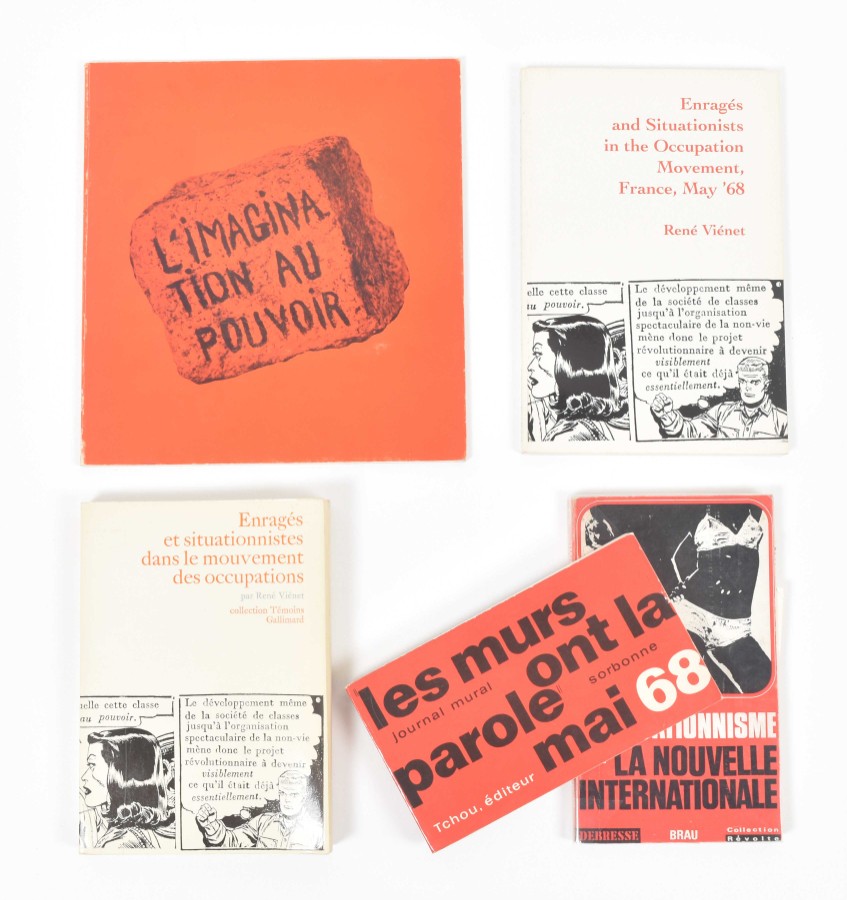 L'IMAGINA
TION AU
POUVOIR
Enragés
and Situationists
in the Occupation
Movement,
France, May '68
René Viénet
elle cette classe
au pouvoir.
Le développement même
de la société de classes
jusqu'à l'organisation
spectaculaire de la non-vie
mène donc le projet
révolutionnaire à devenir
visiblement
ce qu'il était déjà
essentiellement.
Enragés
et situationnistes
dans le mouvement
des occupations
par René Viénet
collection Témoins
Gallimard
elle cette classe
au pouvoir.
Le développement même
de la société de classes
jusqu'à l'organisation
spectaculaire de la non-vie
mène donc le projet
révolutionnaire à devenir
visiblement
ce qu'il était déjà
essentiellement.
les murs
journal mural
ont la
sorbonne
parole
mai 68
Tchou, éditeur
TIONNISME
LA NOUVELLE
INTERNATIONALE
DEBRESSE
BRAU
Collection
Révolte